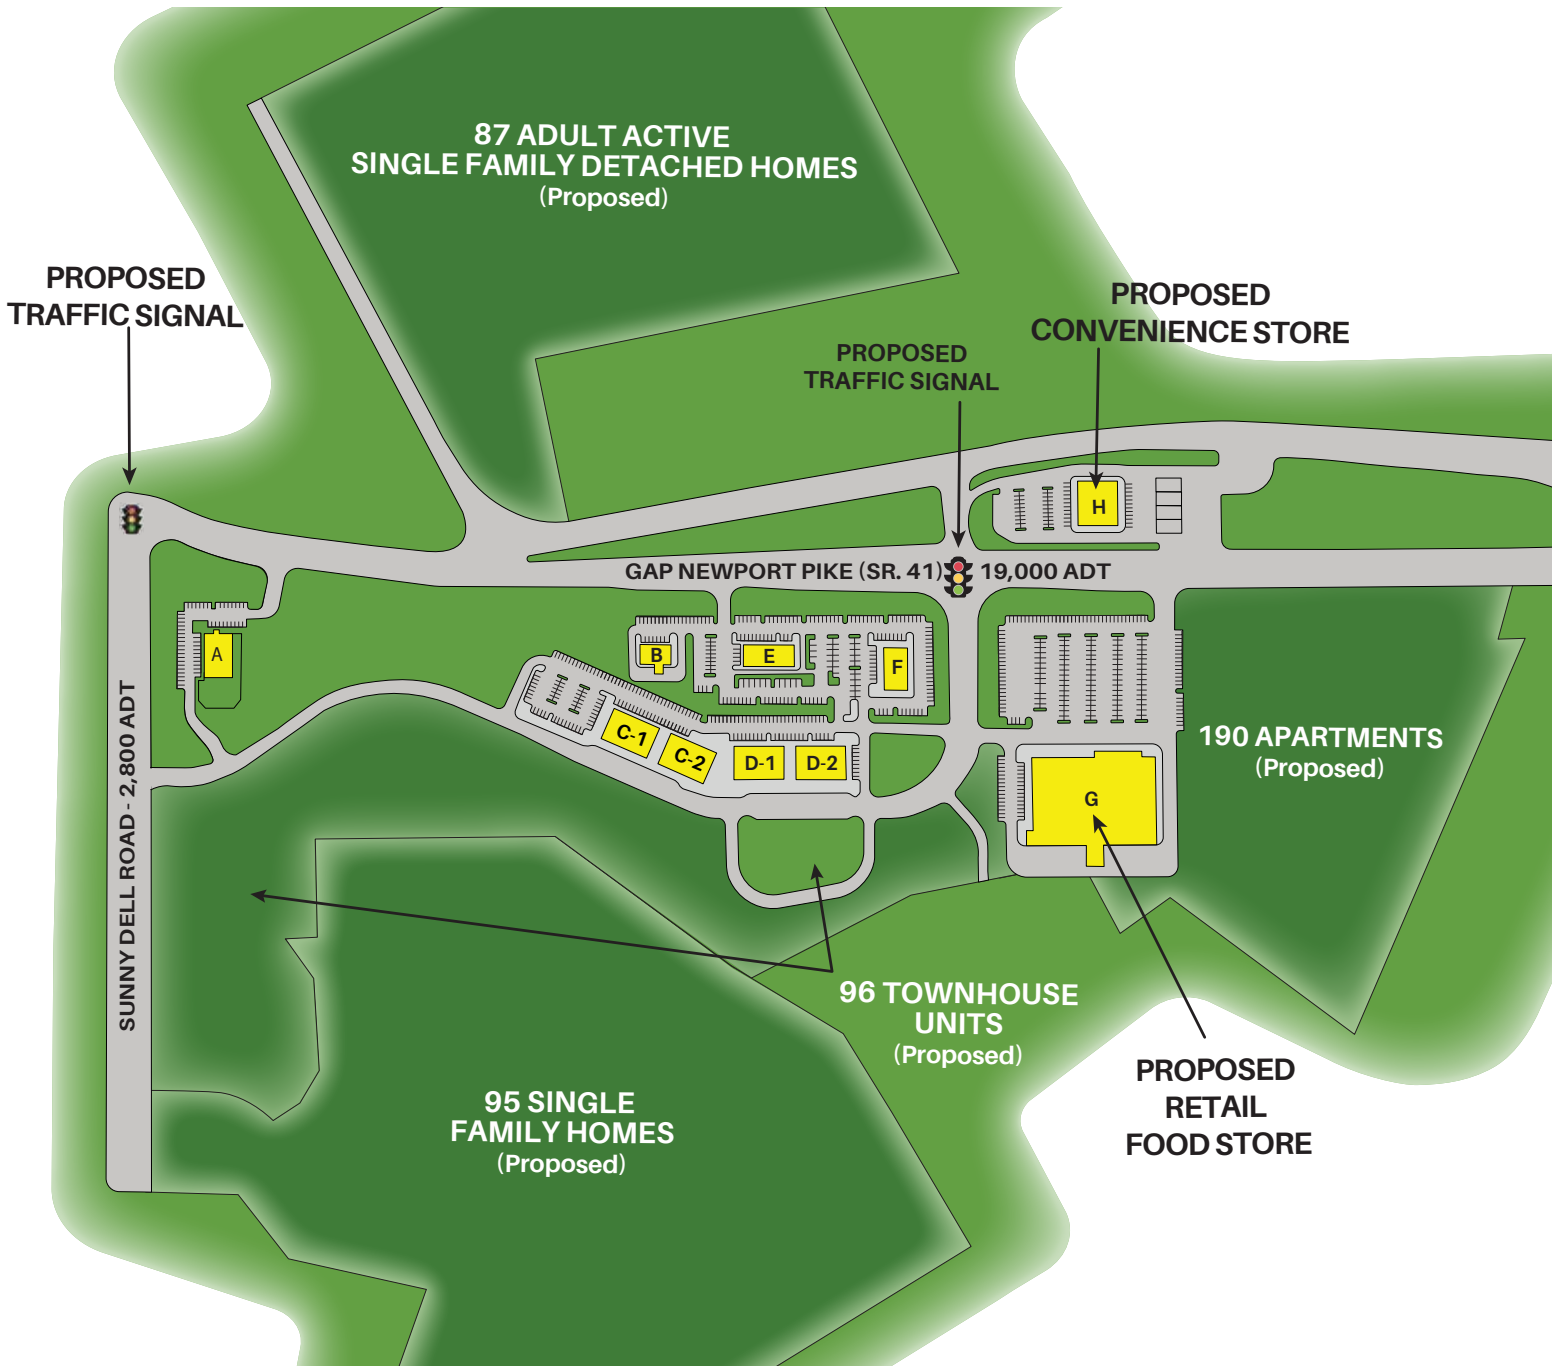 87 ADULT ACTIVE
SINGLE FAMILY DETACHED HOMES
(Proposed)
PROPOSED
TRAFFIC SIGNAL
PROPOSED
CONVENIENCE STORE
PROPOSED
TRAFFIC SIGNAL
H
GAP NEWPORT PIKE (SR. 41) 19,000 ADT
A
B
E
F
C-1
C-2
D-1
D-2
G
190 APARTMENTS
(Proposed)
SUNNY DELL ROAD - 2,800 ADT
96 TOWNHOUSE
UNITS
(Proposed)
PROPOSED
RETAIL
FOOD STORE
95 SINGLE
FAMILY HOMES
(Proposed)